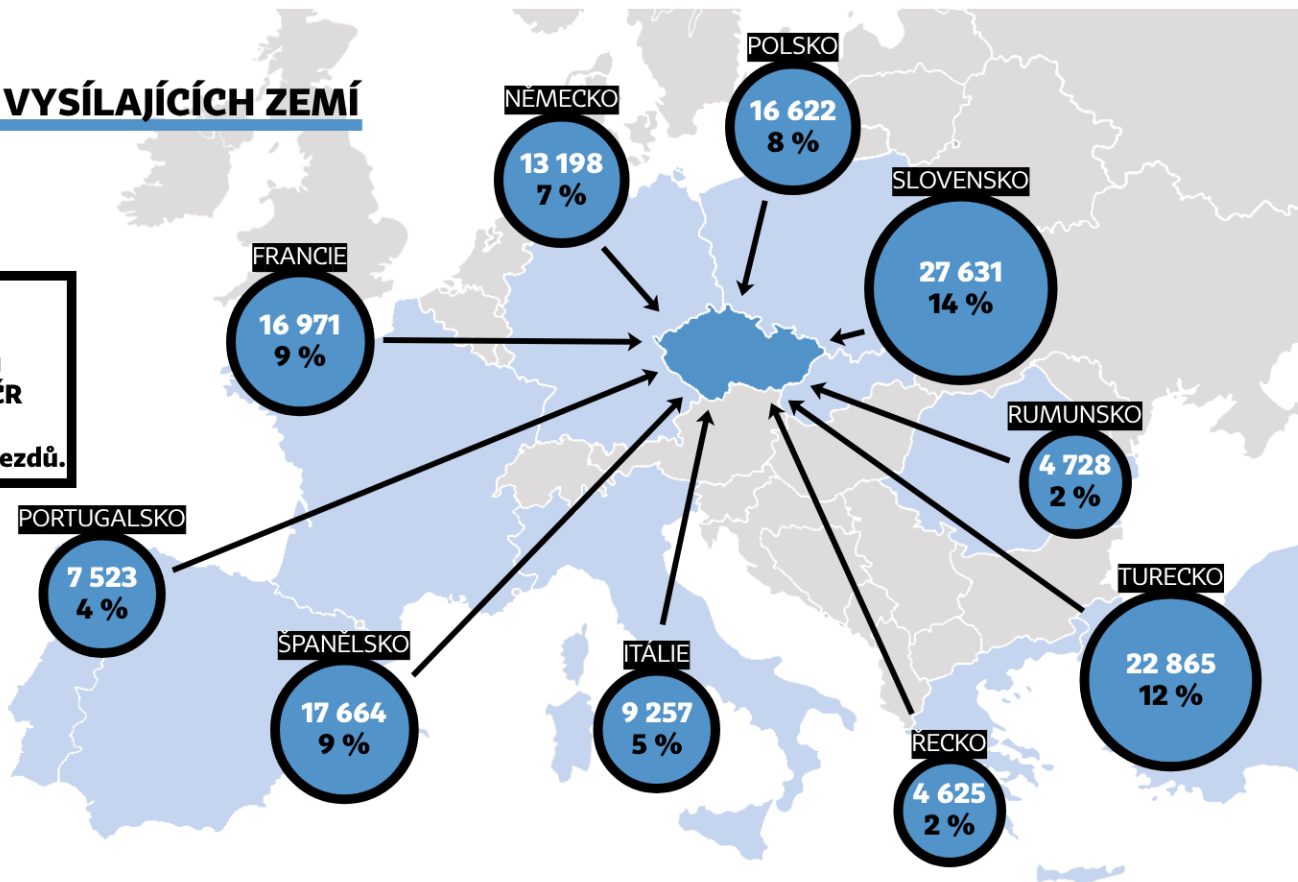 VYSÍLAJÍCÍCH ZEMÍ
POLSKO
16 622
8 %
NĚMECKO
13 198
7 %
SLOVENSKO
27 631
14 %
FRANCIE
16 971
9 %
ČR
RUMUNSKO
4 728
2 %
PORTUGALSKO
7 523
4 %
TURECKO
22 865
12 %
ŠPANĚLSKO
17 664
9 %
ITÁLIE
9 257
5 %
ŘECKO
4 625
2 %